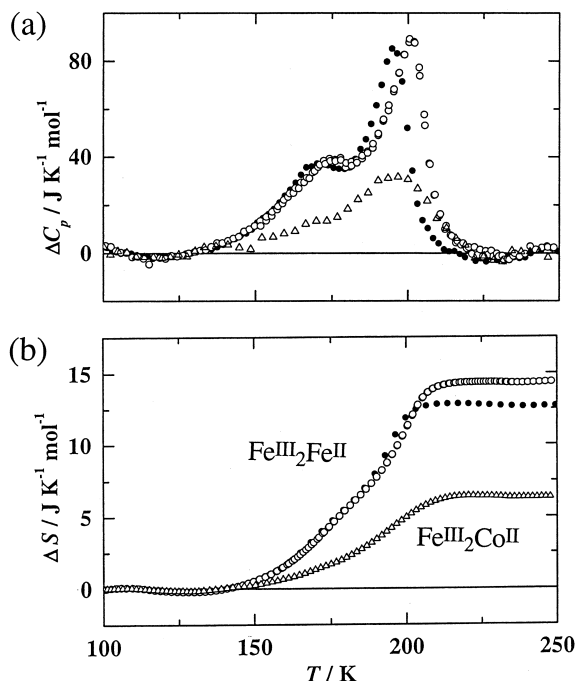 (a)
80
40
0
ΔCp / J K⁻¹ mol⁻¹
(b)
15
10
5
0
ΔS / J K⁻¹ mol⁻¹
Feᴵᴵᴵ₂Feᴵᴵ
Feᴵᴵᴵ₂Coᴵᴵ
100 150 200 250
T / K